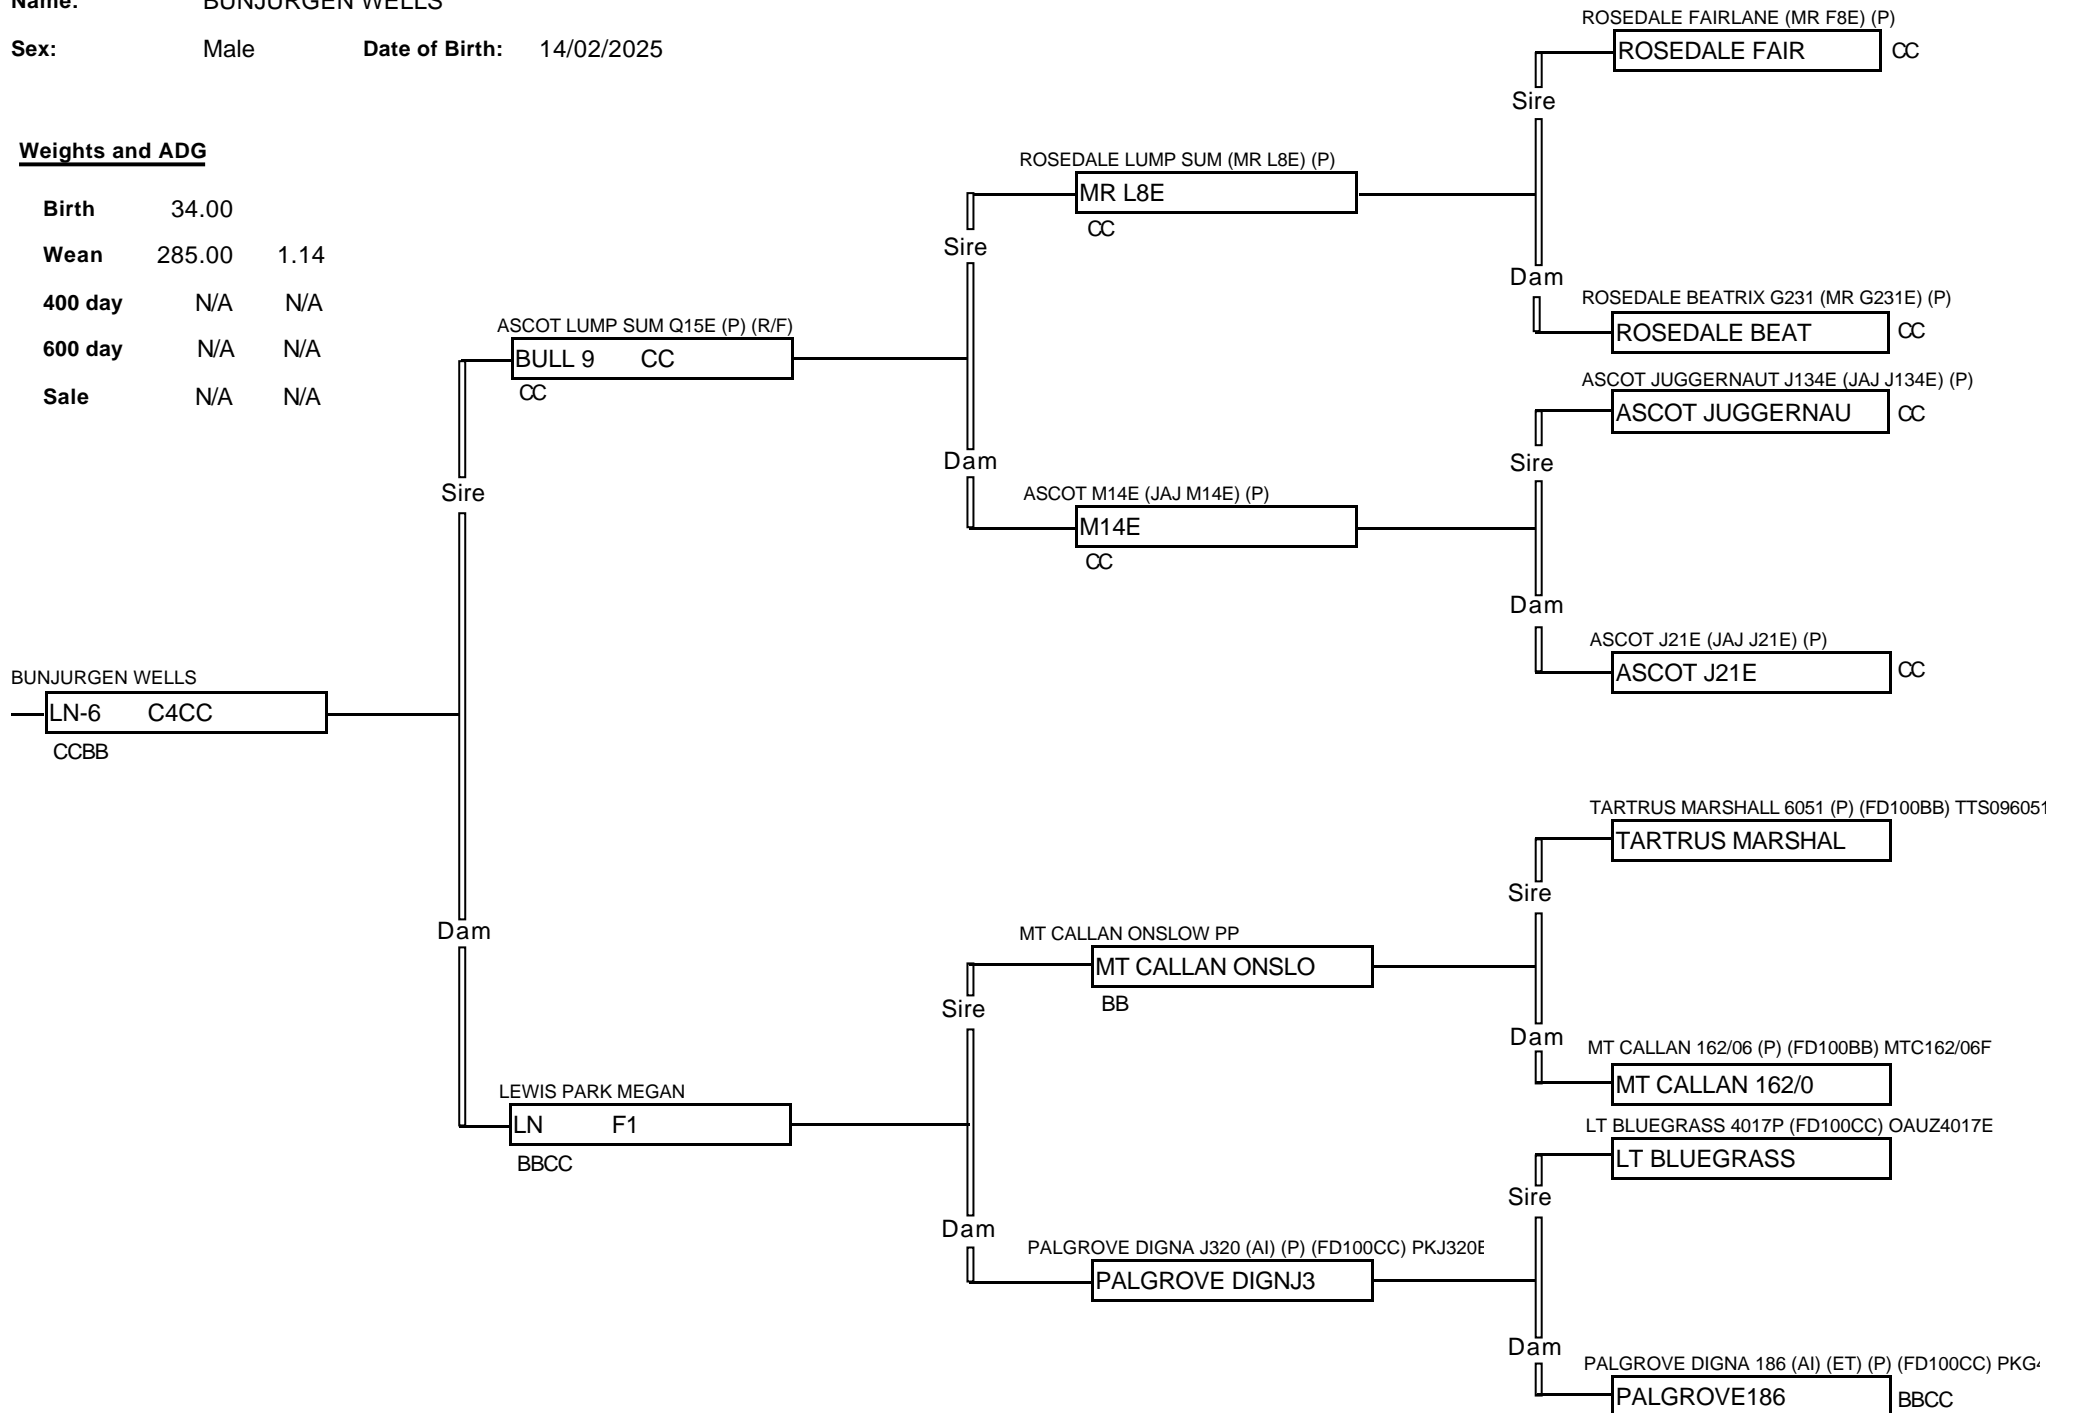 Name: BUNJURGEN WELLS
Sex: Male Date of Birth: 14/02/2025
Weights and ADG
Birth 34.00
Wean 285.00 1.14
400 day N/A N/A
600 day N/A N/A
Sale N/A N/A
BUNJURGEN WELLS
LN-6 C4CC
CCBB
Sire
Dam
ASCOT LUMP SUM Q15E (P) (R/F)
BULL 9 CC
CC
LEWIS PARK MEGAN
LN F1
BBCC
Sire
Dam
ROSEDALE LUMP SUM (MR L8E) (P)
MR L8E
CC
ASCOT M14E (JAJ M14E) (P)
M14E
CC
Sire
Dam
MT CALLAN ONSLOW PP
MT CALLAN ONSLO
BB
PALGROVE DIGNA J320 (AI) (P) (FD100CC) PKJ320E
PALGROVE DIGNJ3
Sire
Dam
ROSEDALE FAIRLANE (MR F8E) (P)
ROSEDALE FAIR CC
ROSEDALE BEATRIX G231 (MR G231E) (P)
ROSEDALE BEAT CC
Sire
Dam
ASCOT JUGGERNAUT J134E (JAJ J134E) (P)
ASCOT JUGGERNAU CC
ASCOT J21E (JAJ J21E) (P)
ASCOT J21E CC
Sire
Dam
TARTRUS MARSHALL 6051 (P) (FD100BB) TTS096051
TARTRUS MARSHAL
MT CALLAN 162/06 (P) (FD100BB) MTC162/06F
MT CALLAN 162/0
Sire
Dam
LT BLUEGRASS 4017P (FD100CC) OAUZ4017E
LT BLUEGRASS
PALGROVE DIGNA 186 (AI) (ET) (P) (FD100CC)
PALGROVE186 BBCC